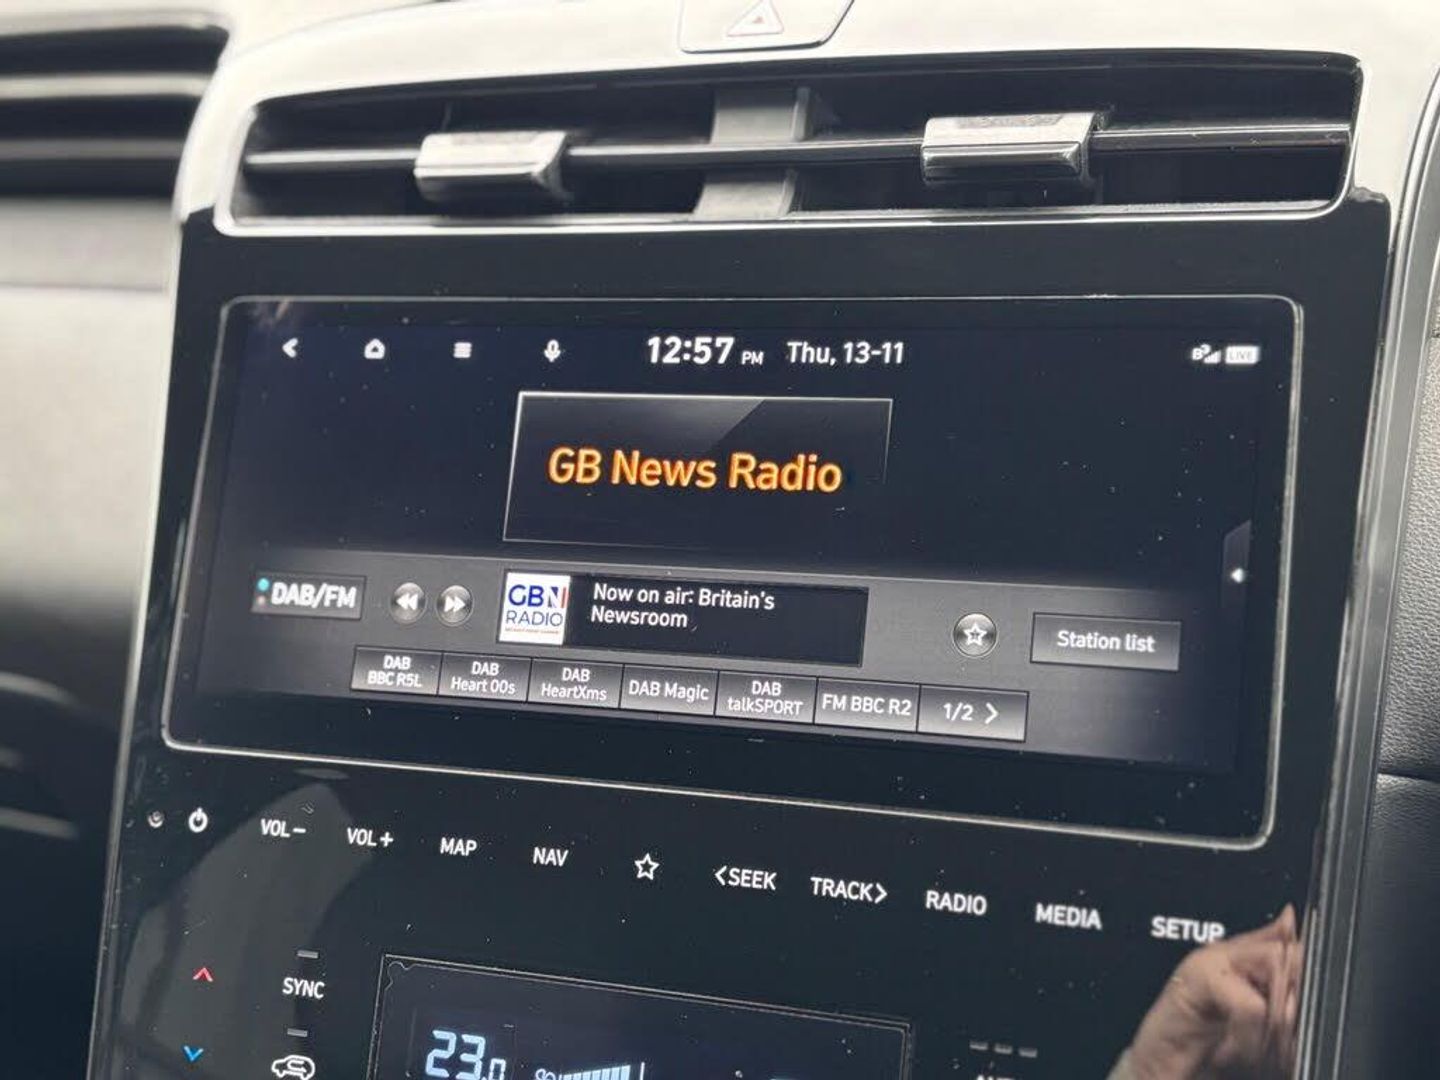 12:57 PM Thu, 13-11
LIVE
GB News Radio
DAB/FM
GBN
RADIO
Now on air: Britain's
Newsroom
Station list
DAB
BBC R5L
DAB
Heart 00s
DAB
HeartXms
DAB Magic
DAB
talkSPORT
FM BBC R2
1/2 >
VOL−
VOL+
MAP
NAV
<SEEK
TRACK>
RADIO
MEDIA
SETUP
SYNC
23.0